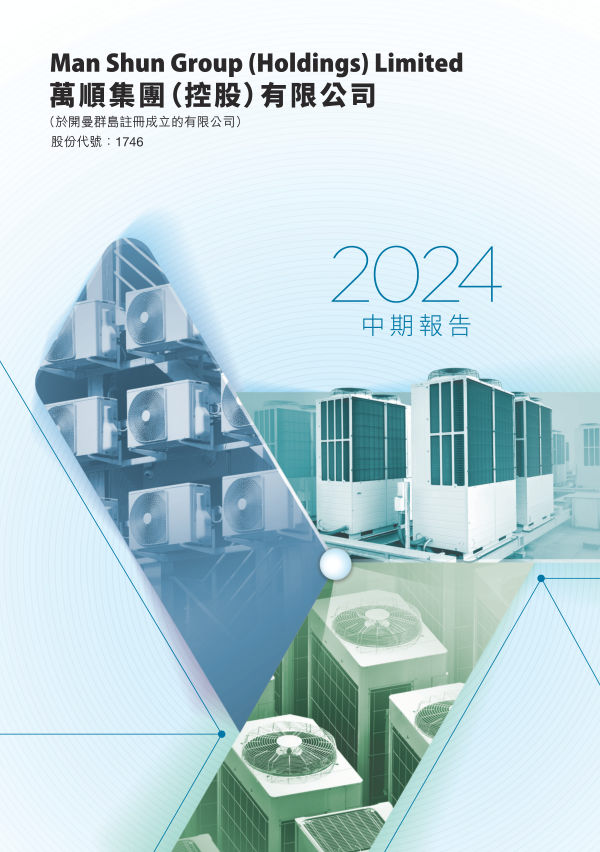 Man Shun Group (Holdings) Limited
萬順集團（控股）有限公司
（於開曼群島註冊成立的有限公司）
股份代號：1746
2024
中期報告